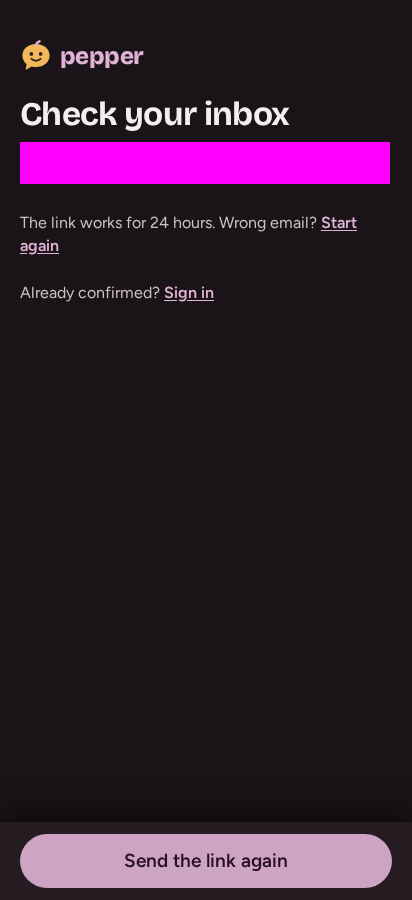 pepper
Check your inbox
The link works for 24 hours. Wrong email? Start
again
Already confirmed? Sign in
Send the link again